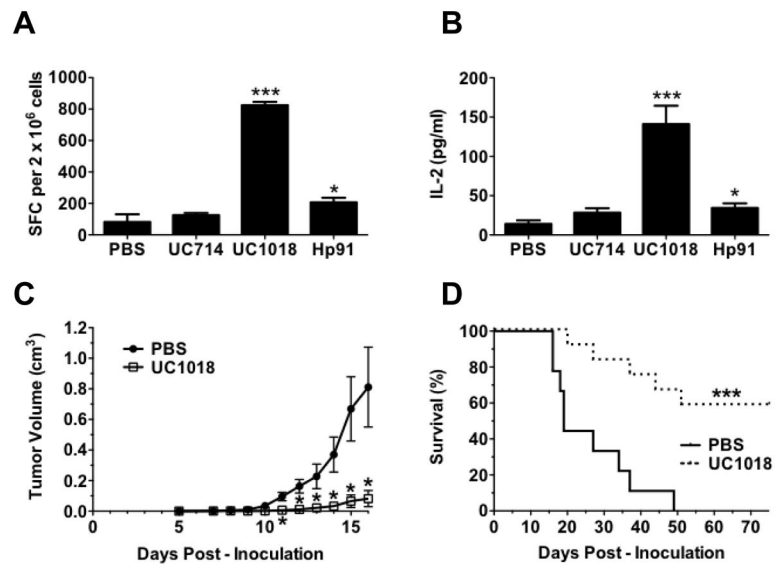 A
SFC per 2 x 10⁶ cells
1000
800
600
400
200
0
***
*
PBS UC714 UC1018 Hp91
B
IL-2 (pg/ml)
200
150
100
50
0
***
*
PBS UC714 UC1018 Hp91
C
Tumor Volume (cm³)
1.2
1.0
0.8
0.6
0.4
0.2
0.0
PBS
UC1018
* * * * * *
0 5 10 15
Days Post - Inoculation
D
Survival (%)
100
80
60
40
20
0
***
PBS
UC1018
0 10 20 30 40 50 60 70
Days Post - Inoculation